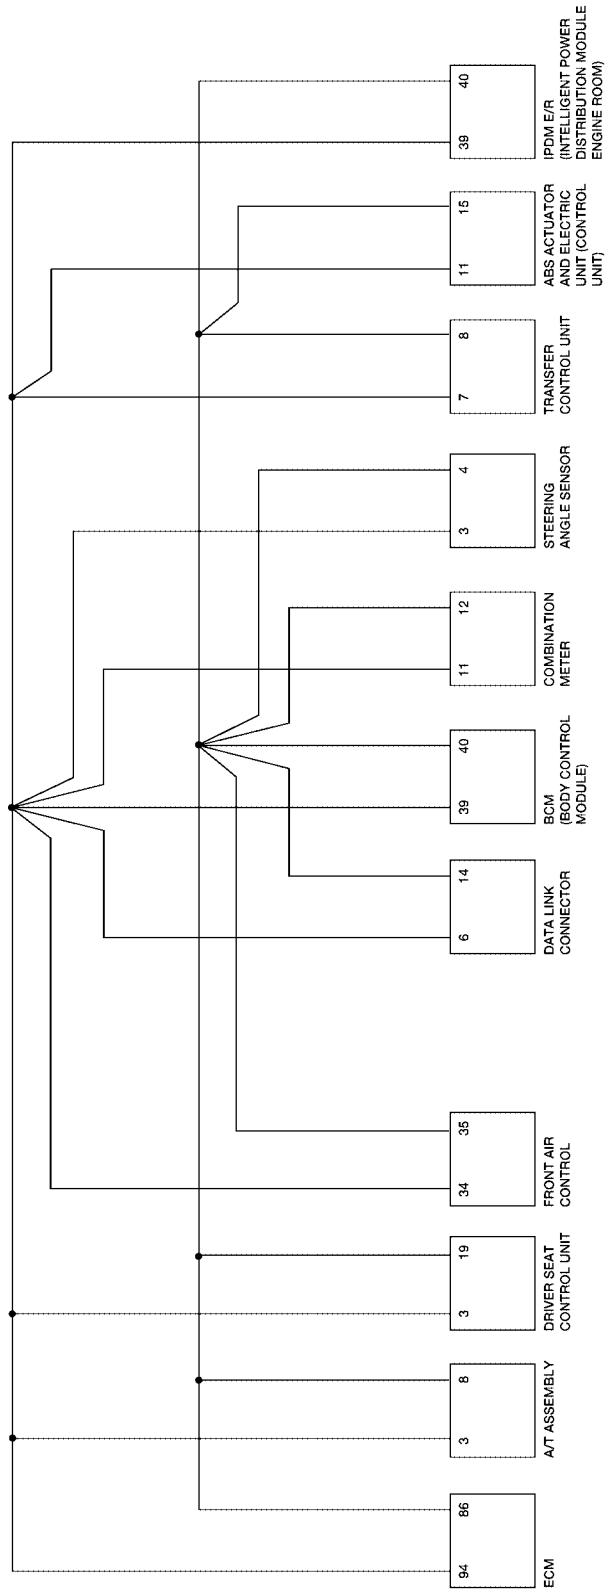 94
86
ECM
3
8
A/T ASSEMBLY
3
19
DRIVER SEAT
CONTROL UNIT
34
35
FRONT AIR
CONTROL
6
14
DATA LINK
CONNECTOR
39
40
BCM
(BODY CONTROL
MODULE)
11
12
COMBINATION
METER
3
4
STEERING
ANGLE SENSOR
7
8
TRANSFER
CONTROL UNIT
11
15
ABS ACTUATOR
AND ELECTRIC
UNIT (CONTROL
UNIT)
39
40
IPDM E/R
(INTELLIGENT POWER
DISTRIBUTION MODULE
ENGINE ROOM)